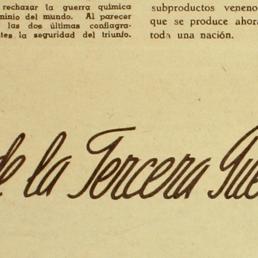 rechazar la guerra química
minio del mundo. Al parecer
las dos últimas conflagra-
tes la seguridad del triunfo.
subproductos veneno
que se produce ahora
toda una nación.
de la Tercera Gue